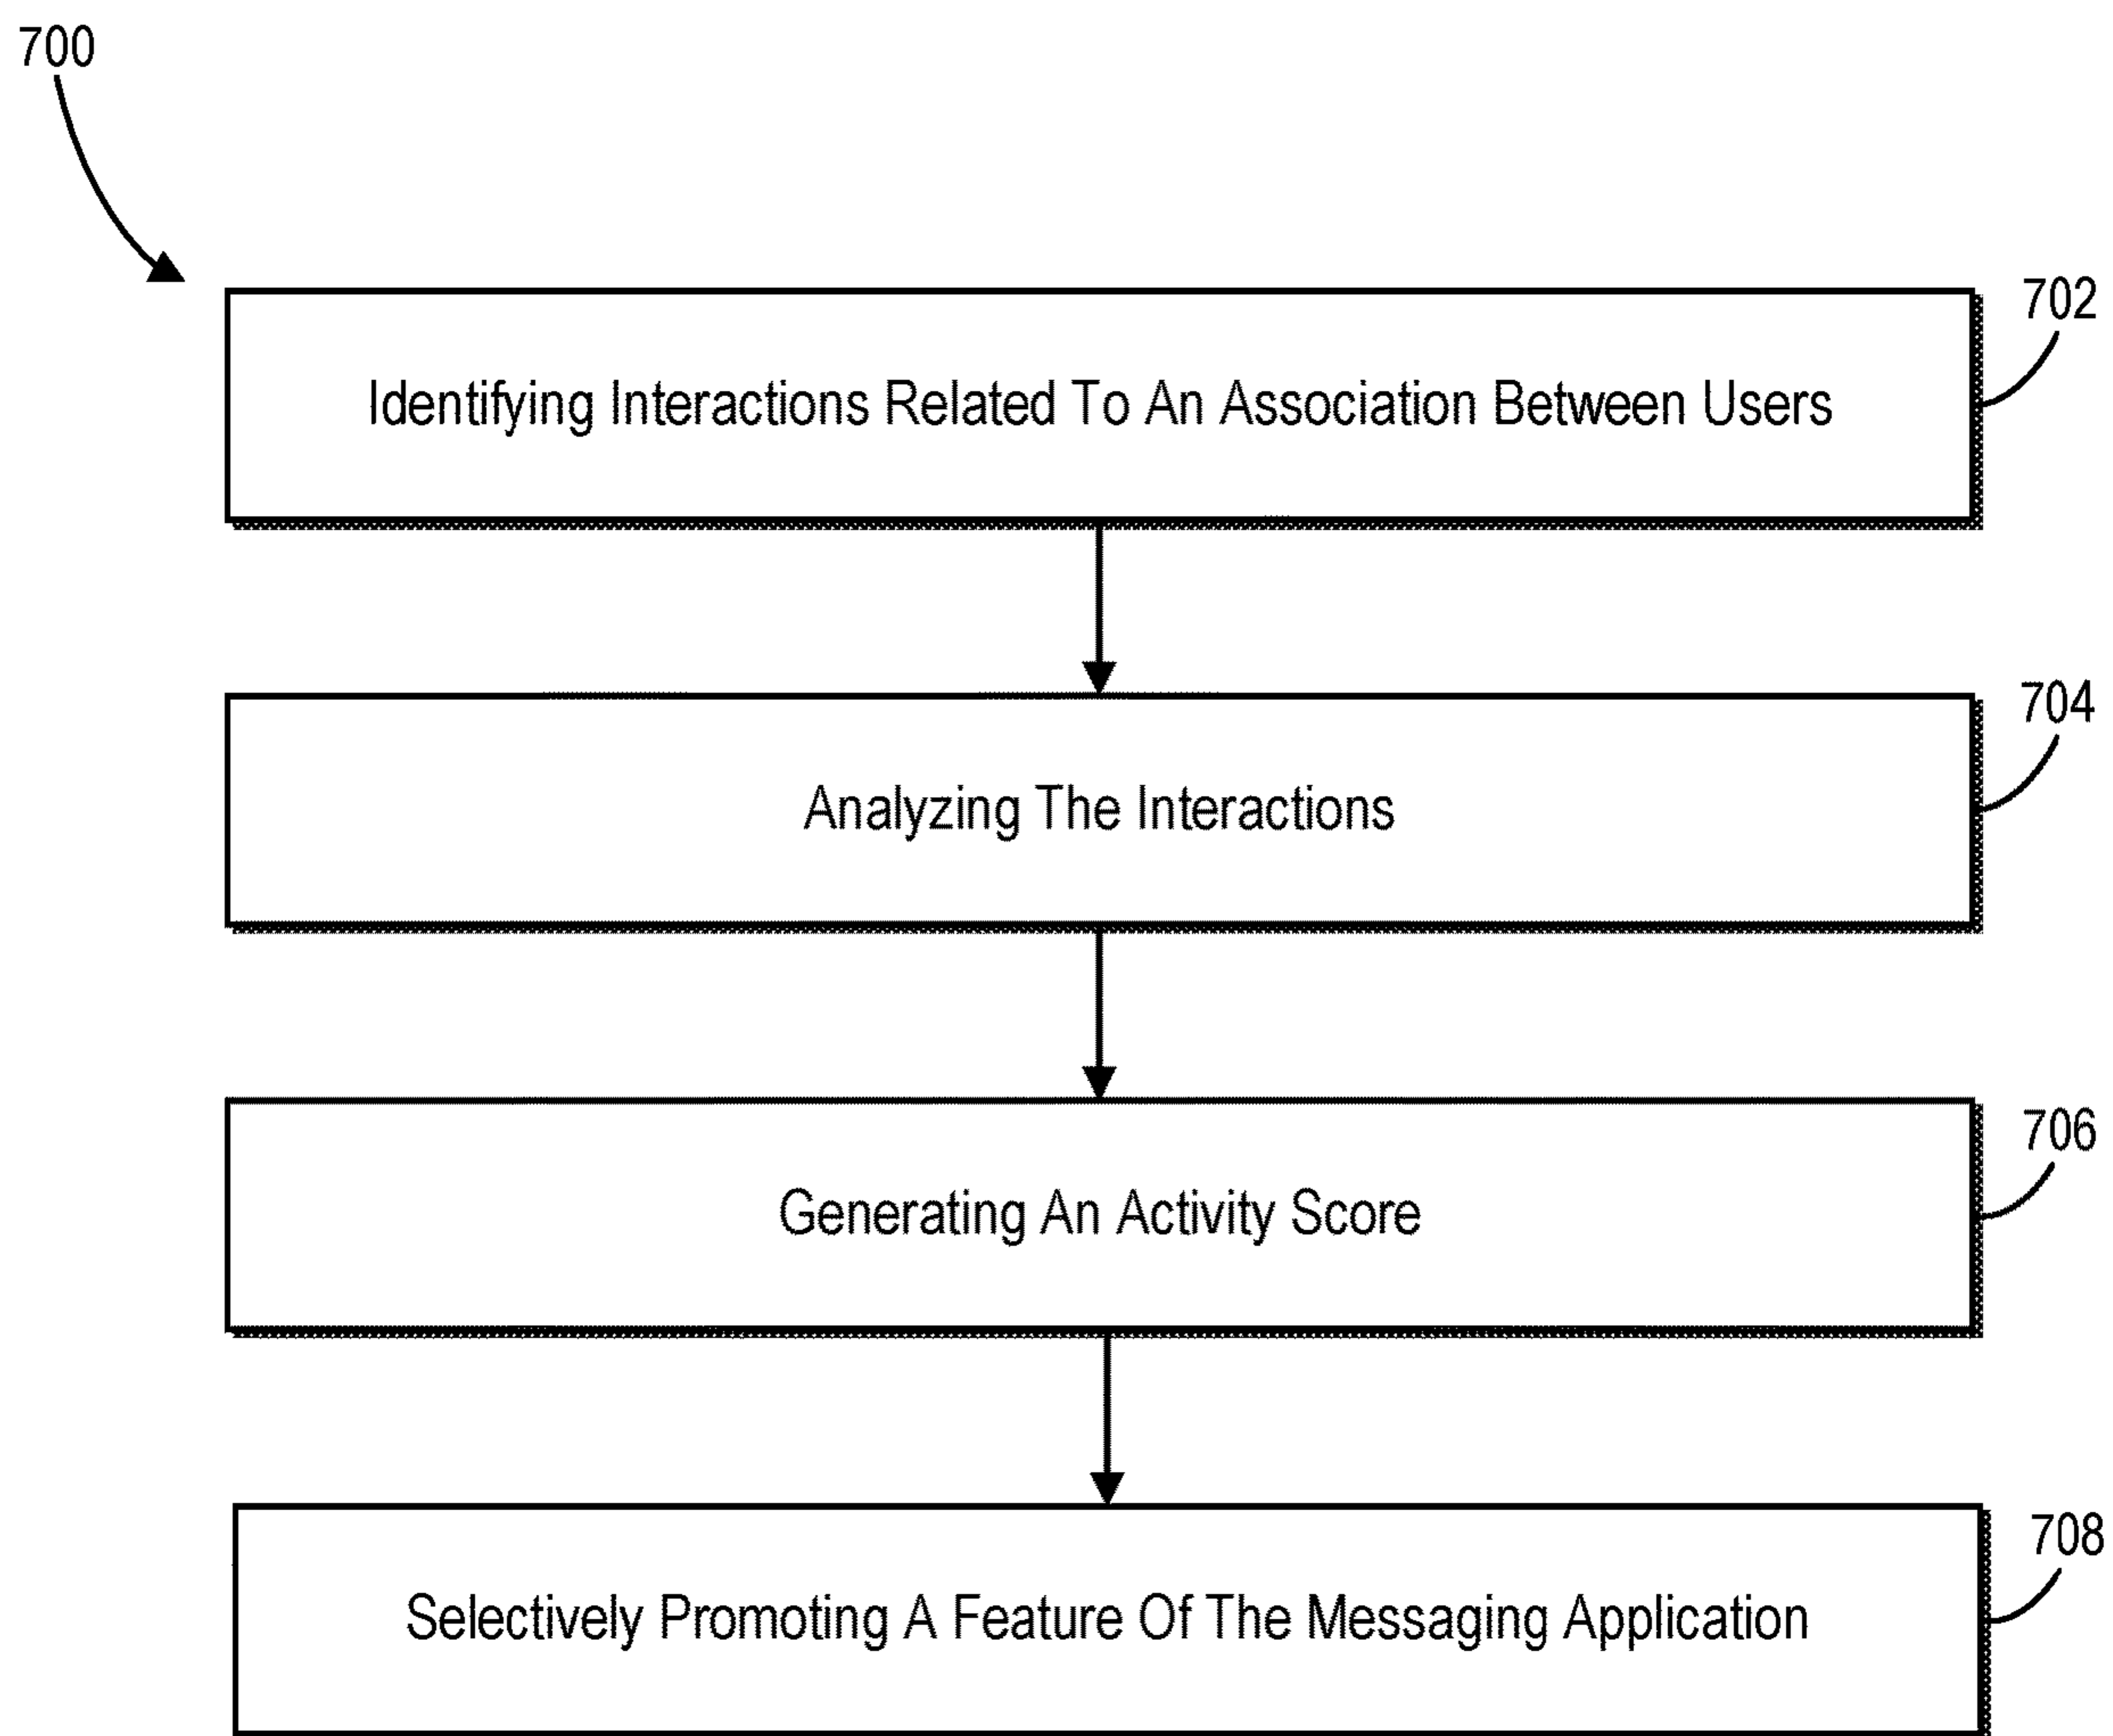 700
702
Identifying Interactions Related To An Association Between Users
704
Analyzing The Interactions
706
Generating An Activity Score
708
Selectively Promoting A Feature Of The Messaging Application